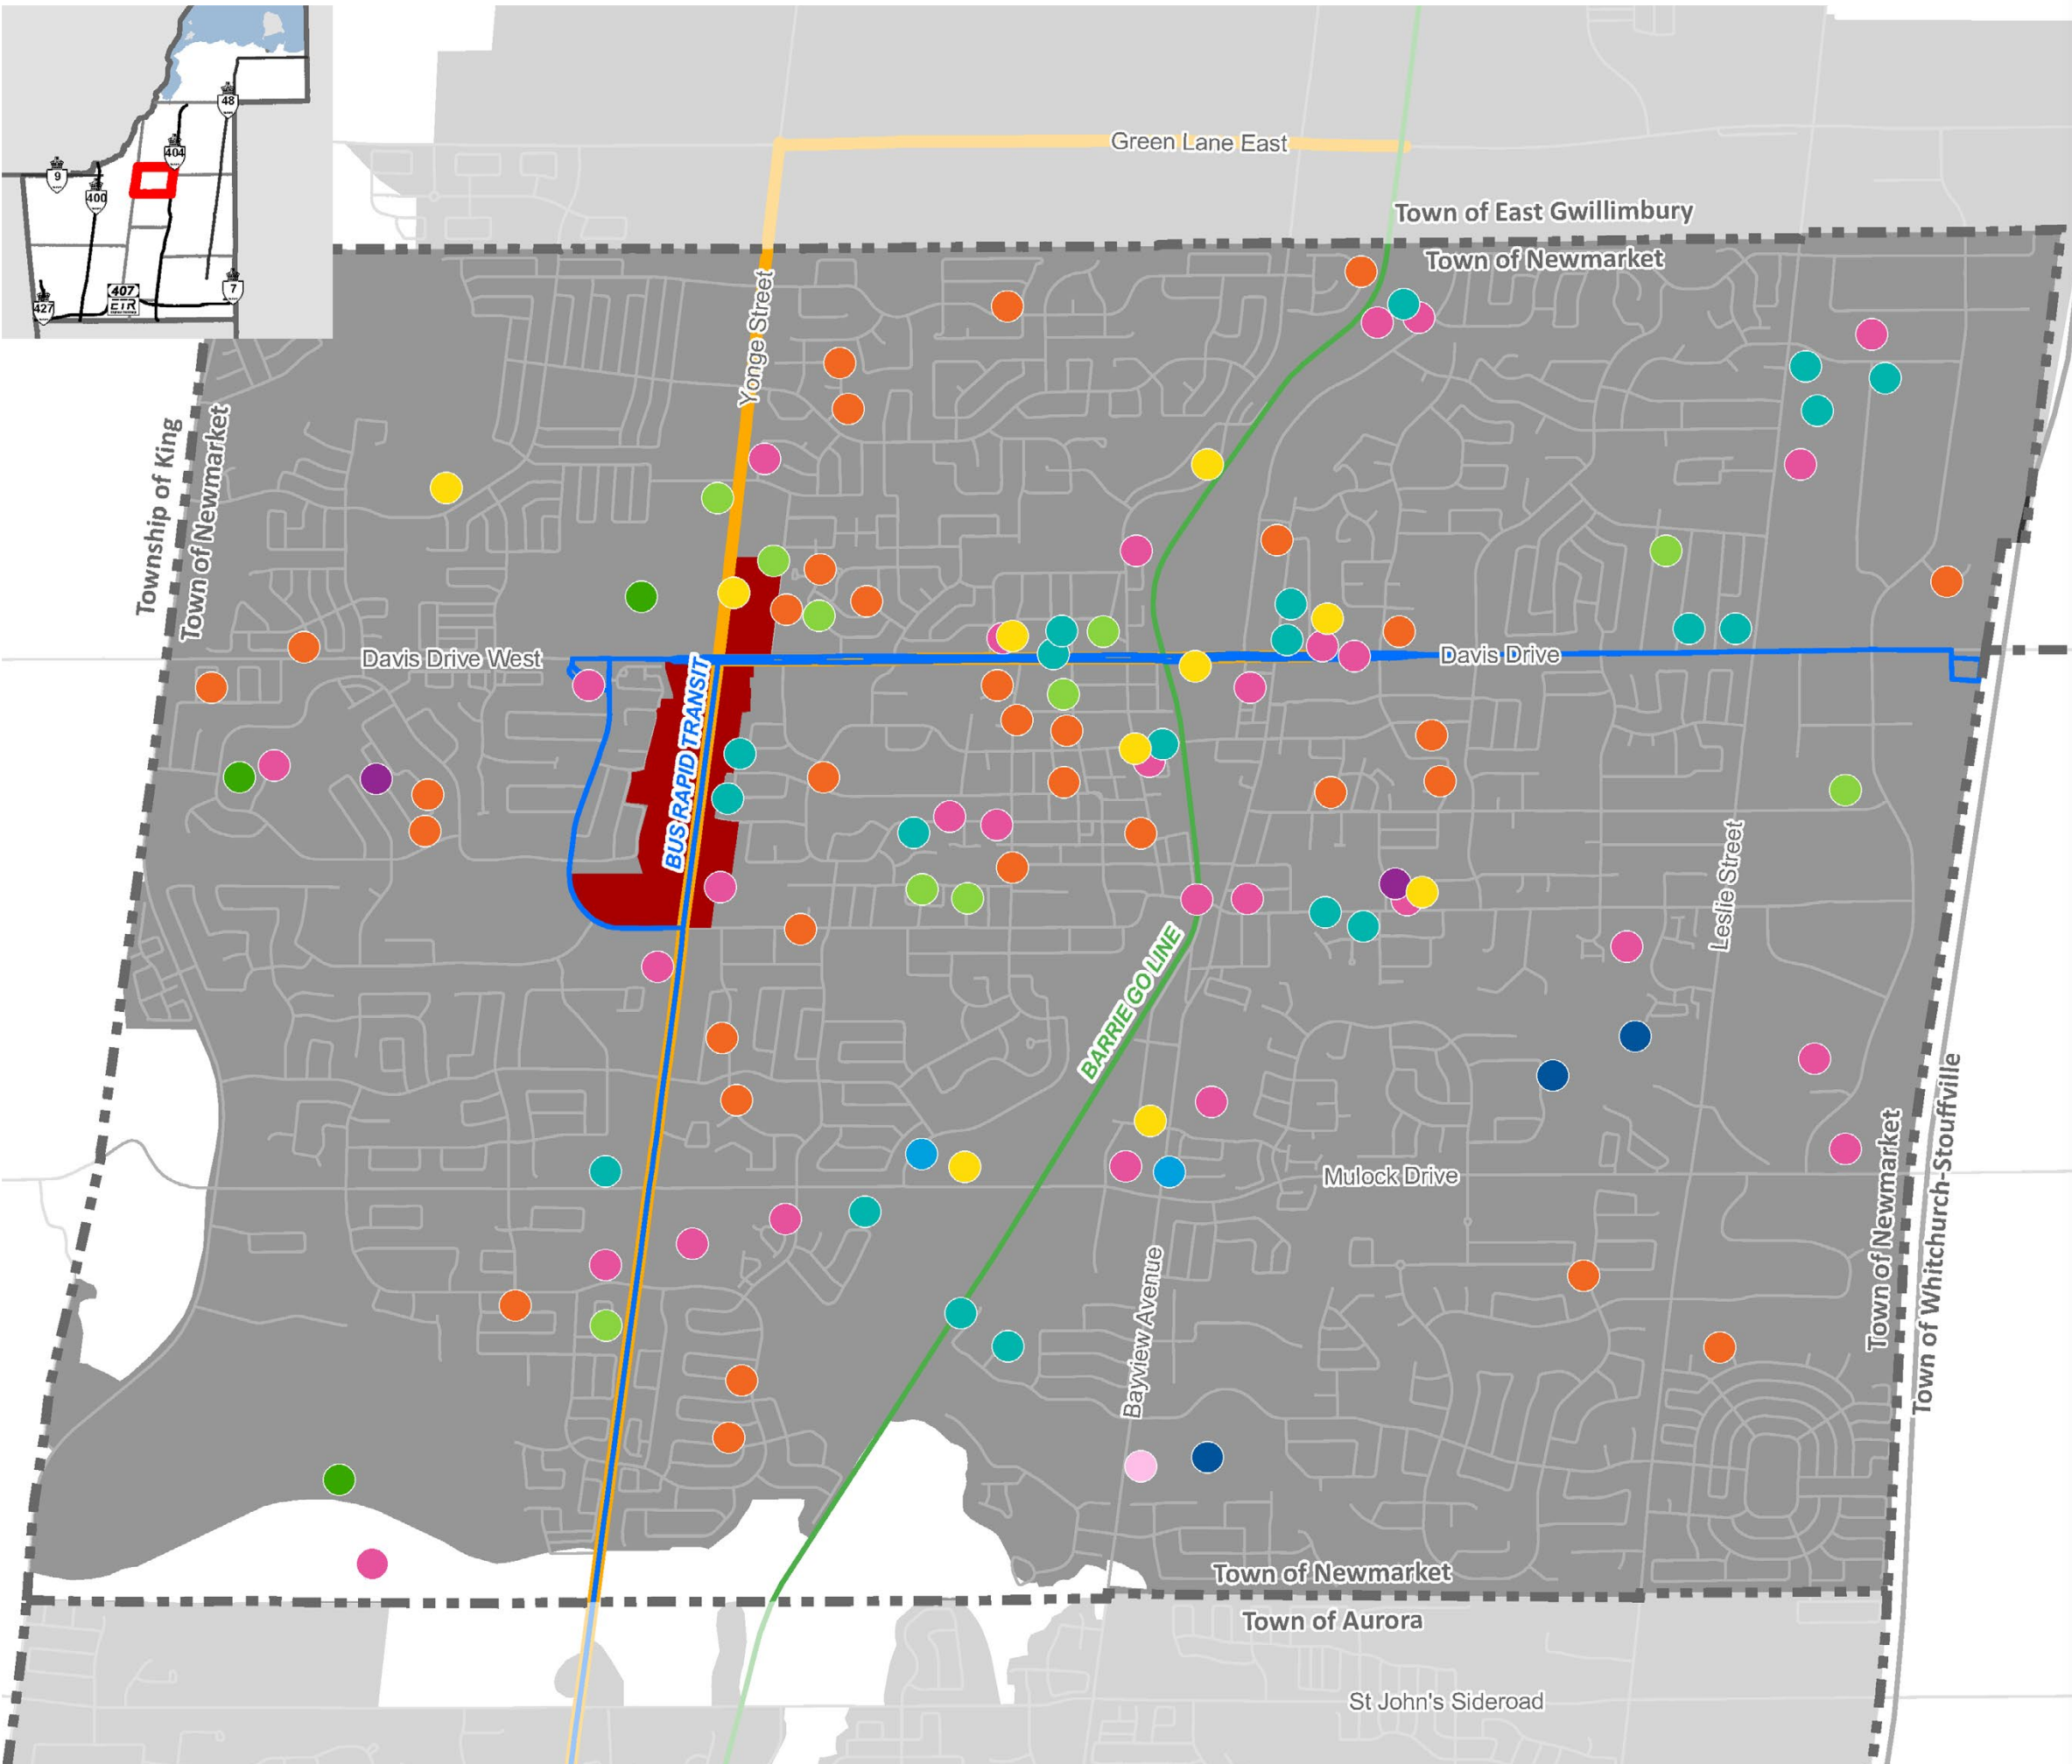 48
404
9
400
407
ETR
7
427
Green Lane East
Town of East Gwillimbury
Town of Newmarket
Yonge Street
Township of King
Town of Newmarket
Davis Drive West
Davis Drive
BUS RAPID TRANSIT
Leslie Street
BARRIE GO LINE
Mulock Drive
Bayview Avenue
Town of Newmarket
Town of Whitchurch-Stouffville
Town of Newmarket
Town of Aurora
St John's Sideroad